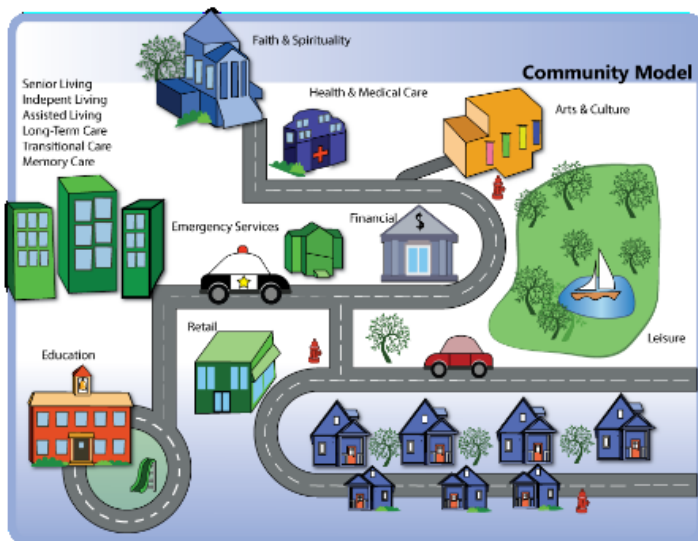 Faith & Spirituality
Community Model
Senior Living
Indepent Living
Assisted Living
Long-Term Care
Transitional Care
Memory Care
Health & Medical Care
Arts & Culture
Emergency Services
Financial
$
Retail
Leisure
Education